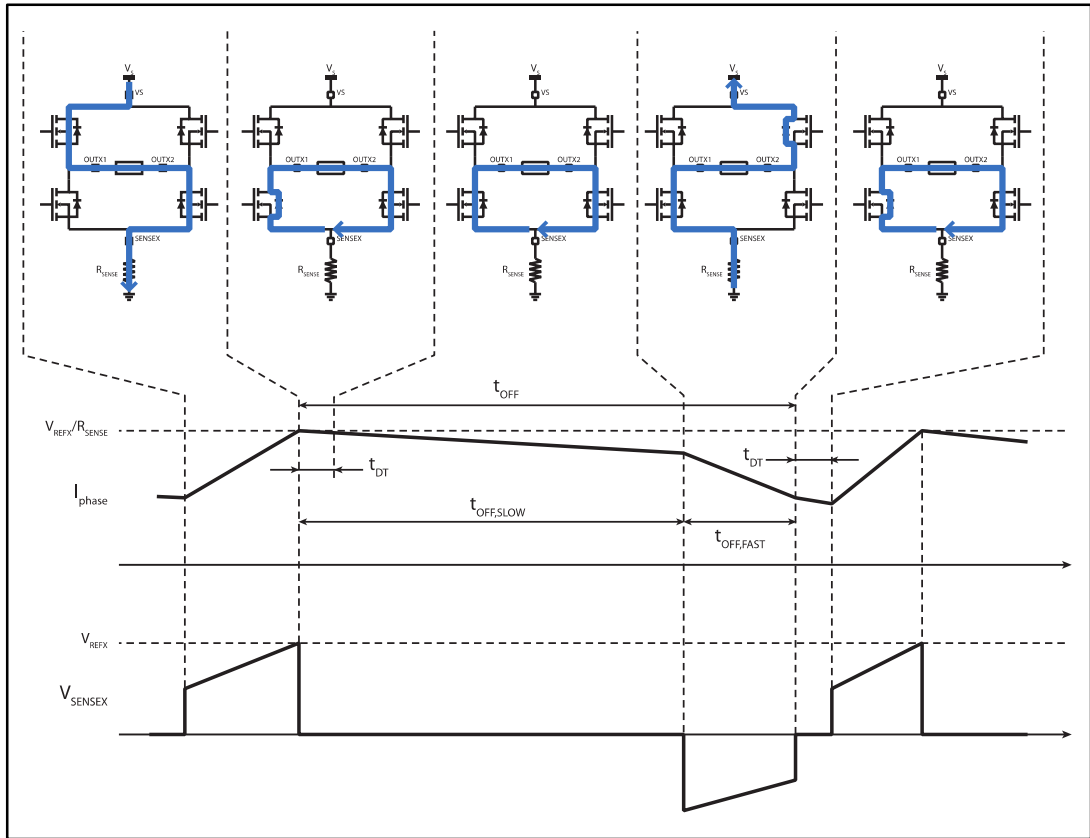 Vs Vs Vs Vs Vs
VS VS VS VS VS
OUTX1 OUTX2 OUTX1 OUTX2 OUTX1 OUTX2 OUTX1 OUTX2 OUTX1 OUTX2
SENSEX SENSEX SENSEX SENSEX SENSEX
RSENSE RSENSE RSENSE RSENSE RSENSE
tOFF
VREFX/RSENSE
tDT tDT
Iphase
tOFF,SLOW
tOFF,FAST
VREFX
VSENSEX